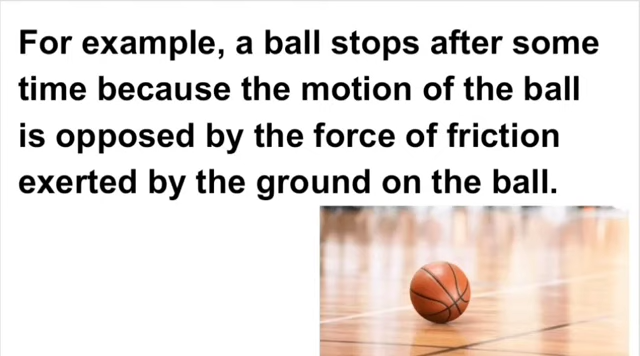 For example, a ball stops after some
time because the motion of the ball
is opposed by the force of friction
exerted by the ground on the ball.